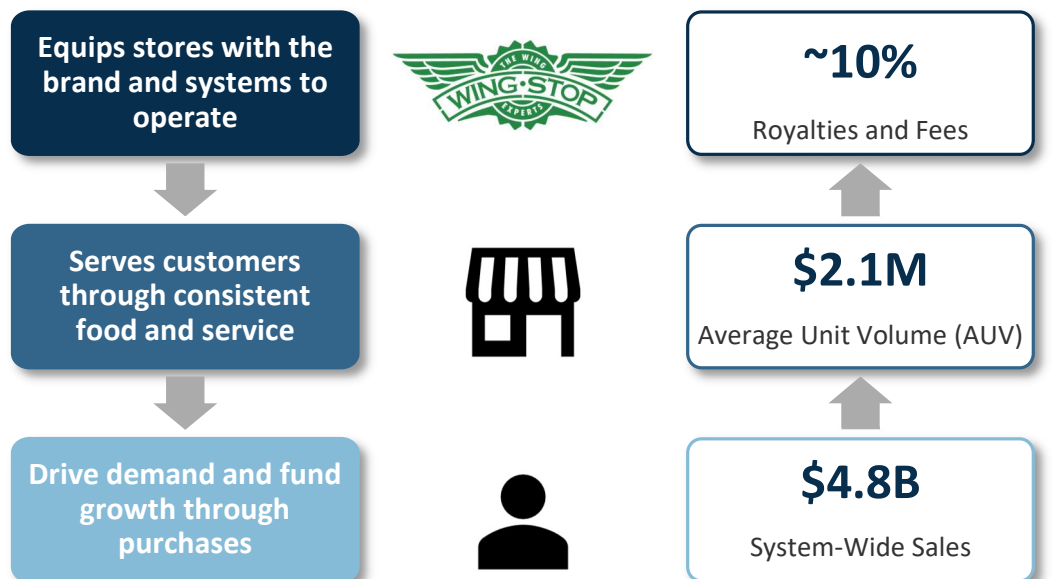 Equips stores with the
brand and systems to
operate
THE WING
WING·STOP
EXPERTS
~10%
Royalties and Fees
Serves customers
through consistent
food and service
$2.1M
Average Unit Volume (AUV)
Drive demand and fund
growth through
purchases
$4.8B
System-Wide Sales